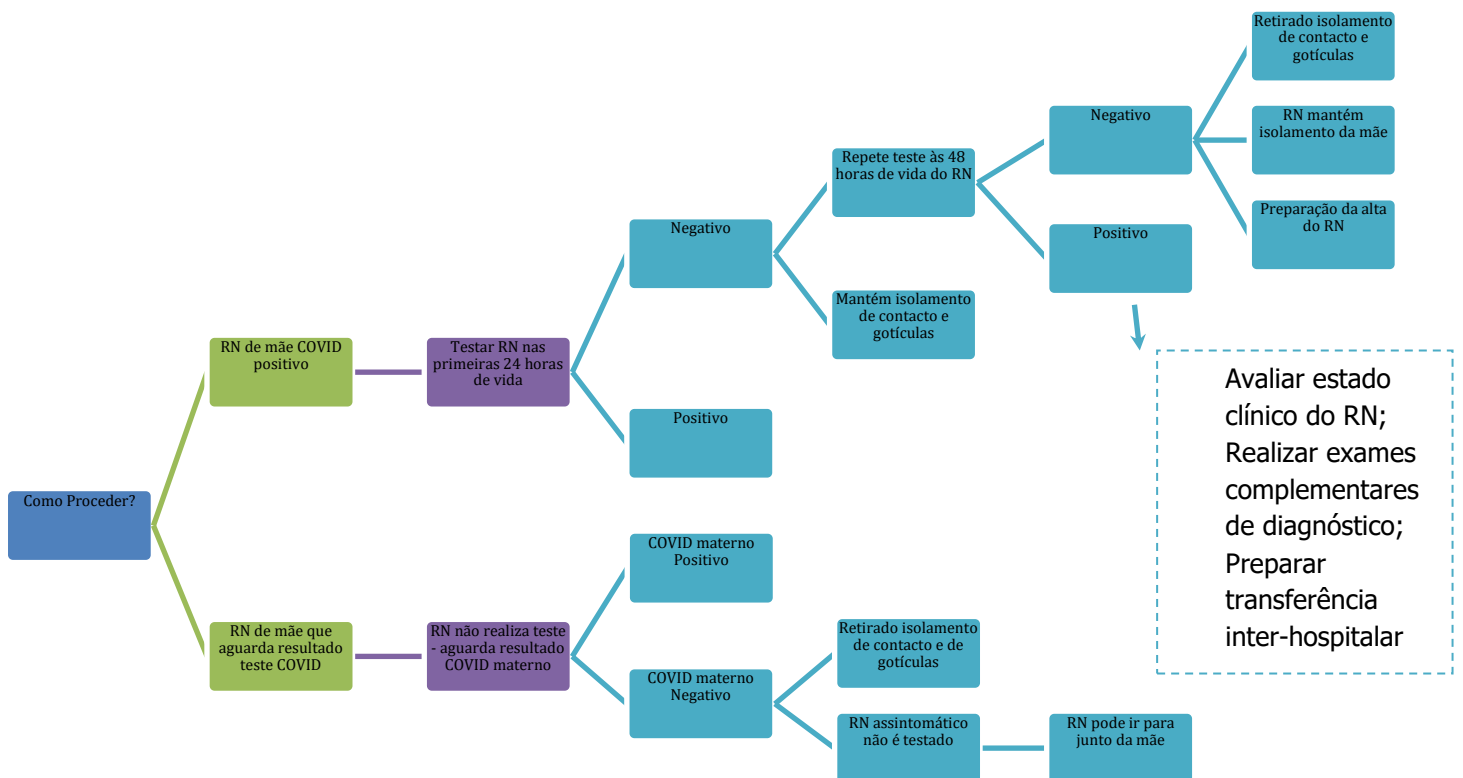 Como Proceder?
RN de mãe COVID
positivo
Testar RN nas
primeiras 24 horas
de vida
Negativo
Repete teste às 48
horas de vida do RN
Negativo
Retirado isolamento
de contacto e
gotículas
RN mantém
isolamento da mãe
Preparação da alta
do RN
Positivo
Avaliar estado
clínico do RN;
Realizar exames
complementares
de diagnóstico;
Preparar
transferência
inter-hospitalar
Mantém isolamento
de contacto e
gotículas
Positivo
RN de mãe que
aguarda resultado
teste COVID
RN não realiza teste
- aguarda resultado
COVID materno
COVID materno
Positivo
COVID materno
Negativo
Retirado isolamento
de contacto e de
gotículas
RN assintomático
não é testado
RN pode ir para
junto da mãe